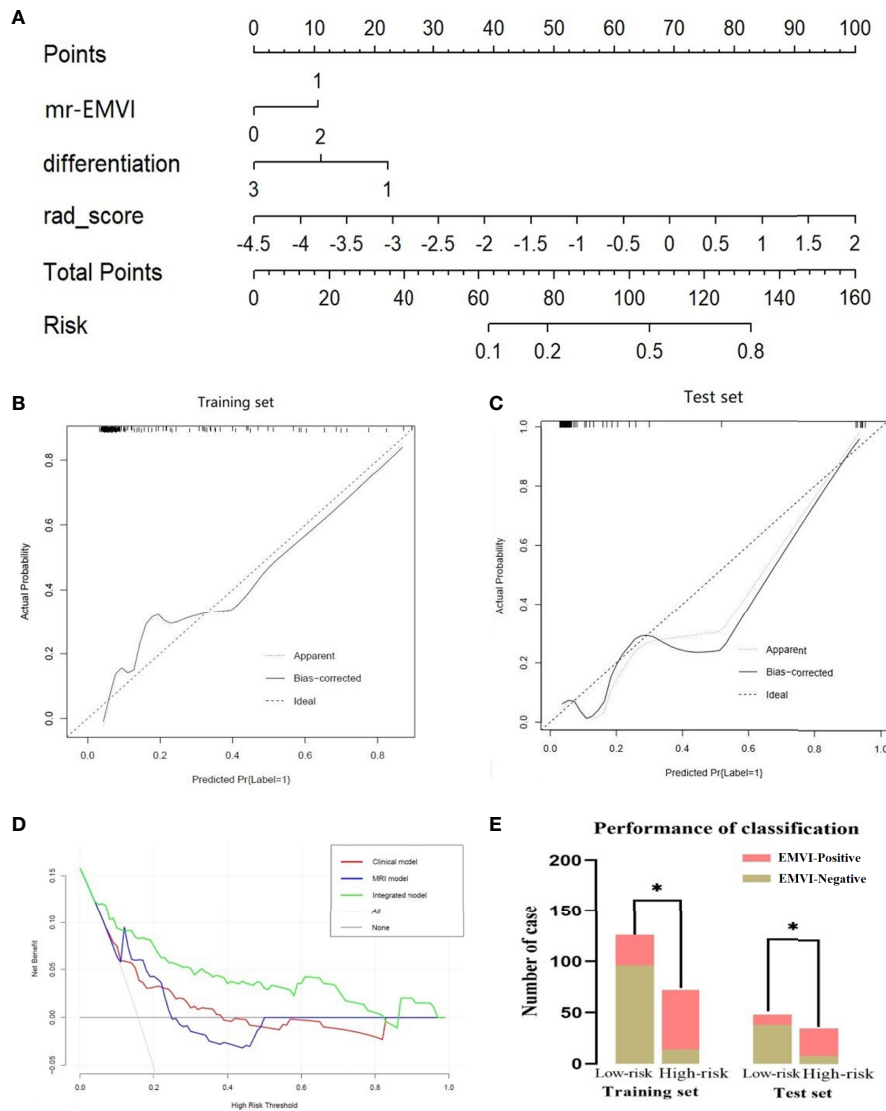 A
Points
0 10 20 30 40 50 60 70 80 90 100
mr-EMVI
1
0
differentiation
2
3 1
rad_score
-4.5 -4 -3.5 -3 -2.5 -2 -1.5 -1 -0.5 0 0.5 1 1.5 2
Total Points
0 20 40 60 80 100 120 140 160
Risk
0.1 0.2 0.5 0.8
B
Training set
Actual Probability
0.8
0.6
0.4
0.2
0.0
Apparent
Bias-corrected
Ideal
0.0 0.2 0.4 0.6 0.8
Predicted Pr{Label=1}
C
Test set
Actual Probability
1.0
0.8
0.6
0.4
0.2
0.0
Apparent
Bias-corrected
Ideal
0.0 0.2 0.4 0.6 0.8 1.0
Predicted Pr{Label=1}
D
Net Benefit
0.15
0.10
0.05
0.00
-0.05
Clinical model
MRI model
Integrated model
All
None
0.0 0.2 0.4 0.6 0.8 1.0
High Risk Threshold
E
Performance of classification
EMVI-Positive
EMVI-Negative
Number of case
200
150
100
50
0
* *
Low-risk High-risk Low-risk High-risk
Training set Test set